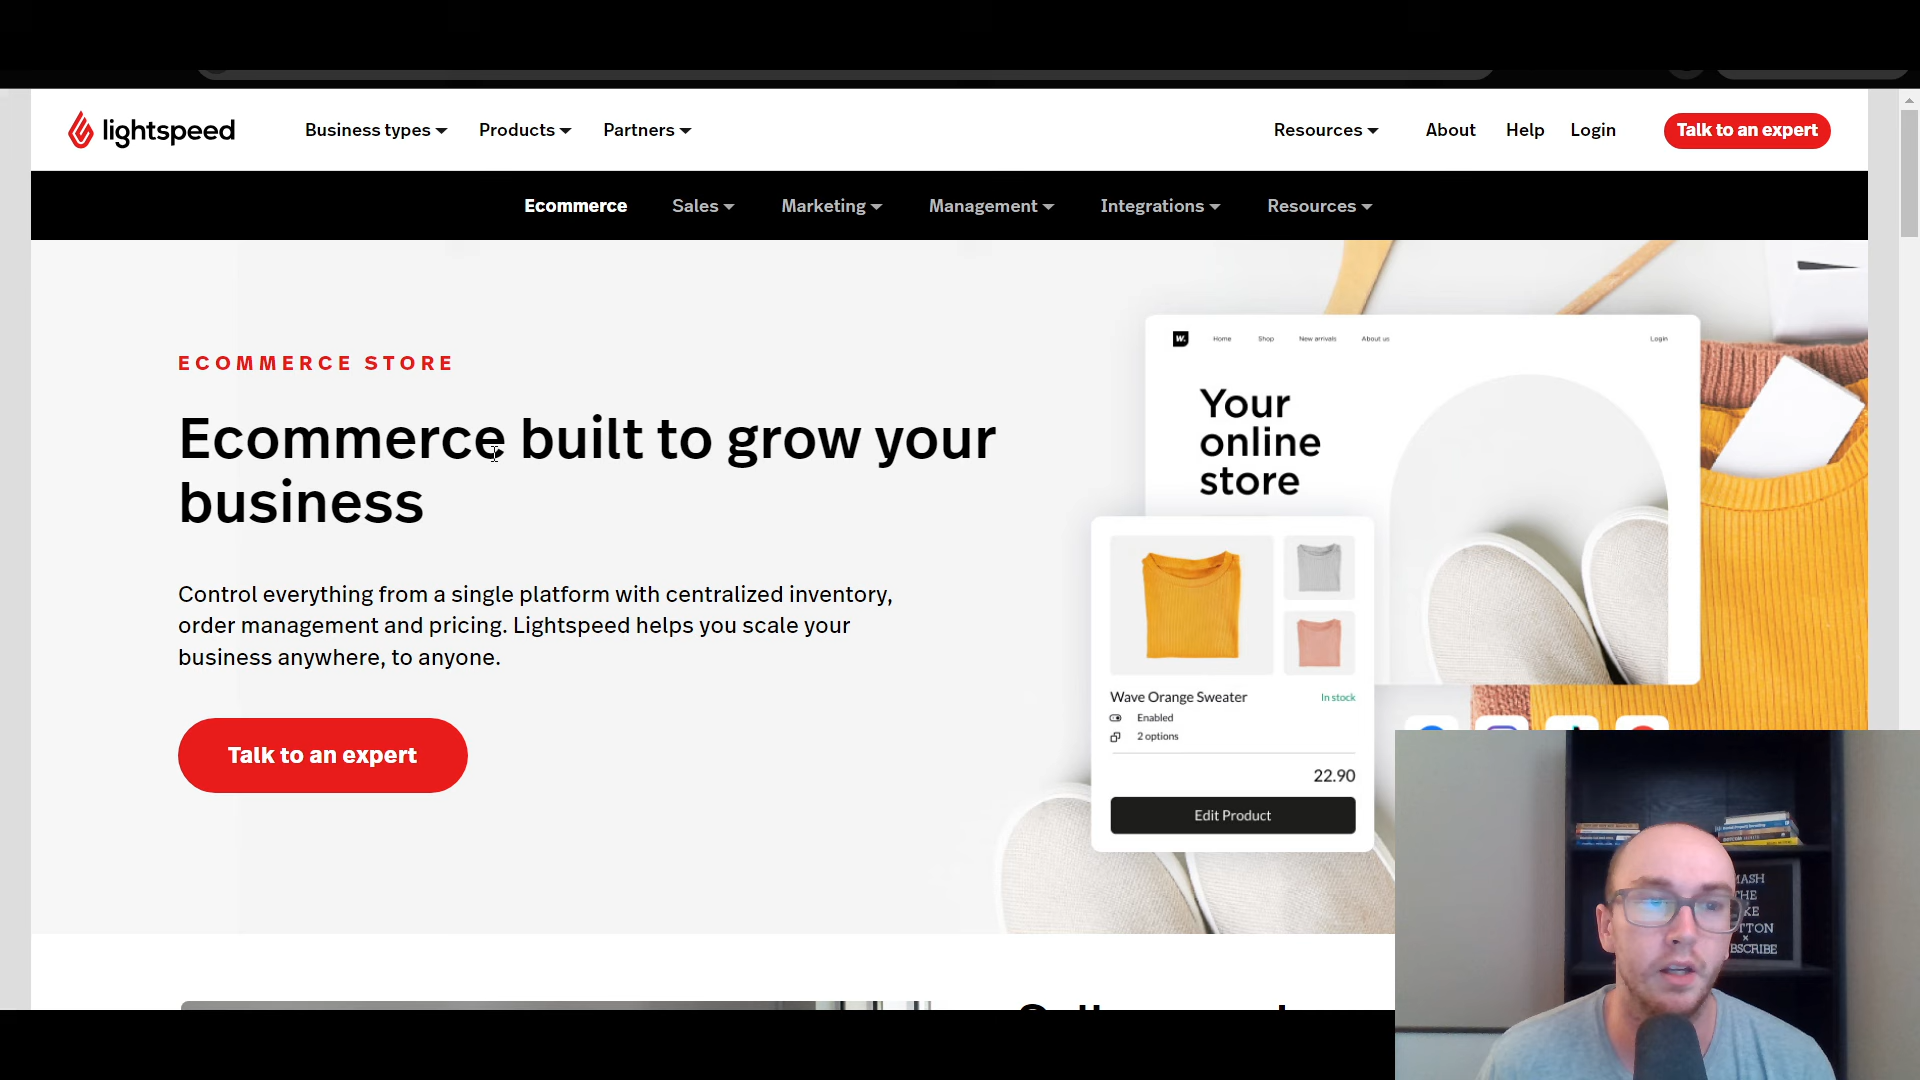 lightspeed
Business types
Products
Partners
Resources
About
Help
Login
Talk to an expert
Ecommerce
Sales
Marketing
Management
Integrations
Resources
ECOMMERCE STORE
Ecommerce built to grow your
business
Control everything from a single platform with centralized inventory,
order management and pricing. Lightspeed helps you scale your
business anywhere, to anyone.
Talk to an expert
W.
Home
Shop
New arrivals
About us
Login
Your
online
store
Wave Orange Sweater
In stock
Enabled
2 options
22.90
Edit Product